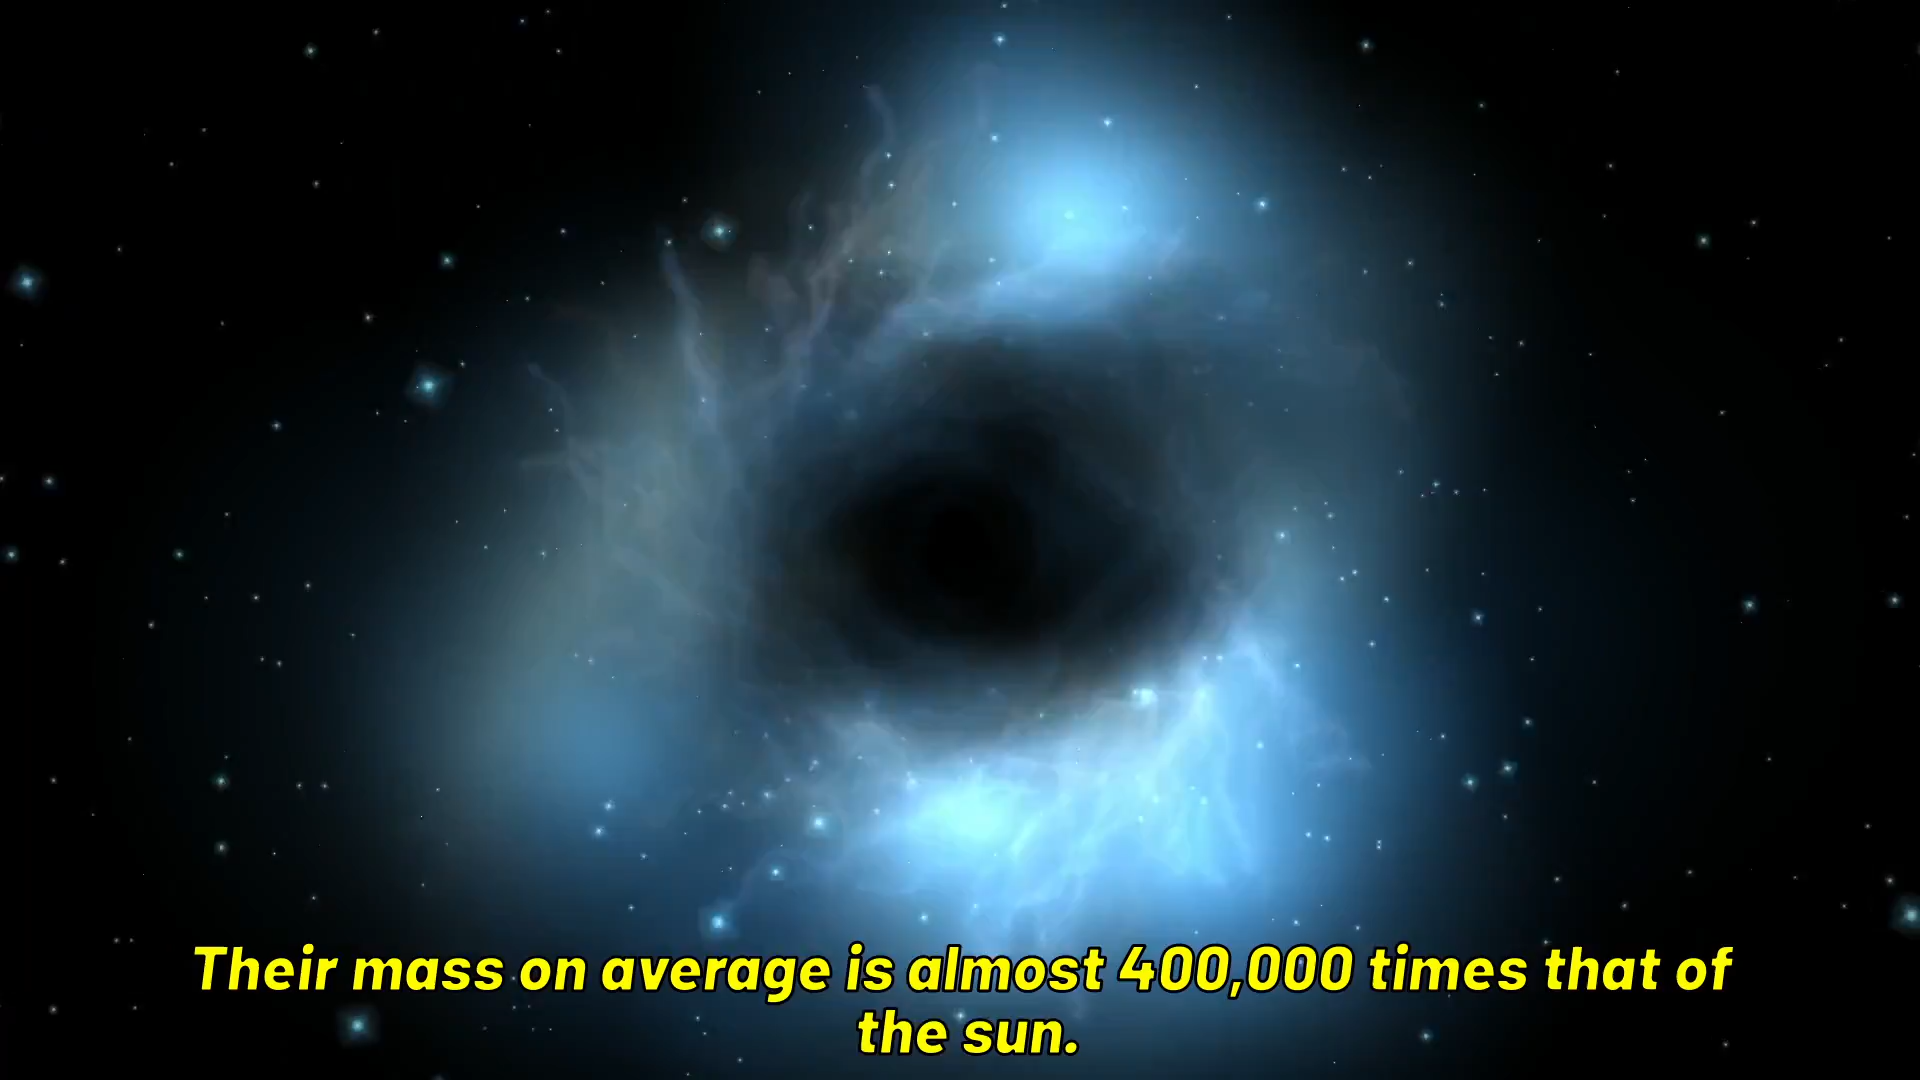 Their mass on average is almost 400,000 times that of
the sun.